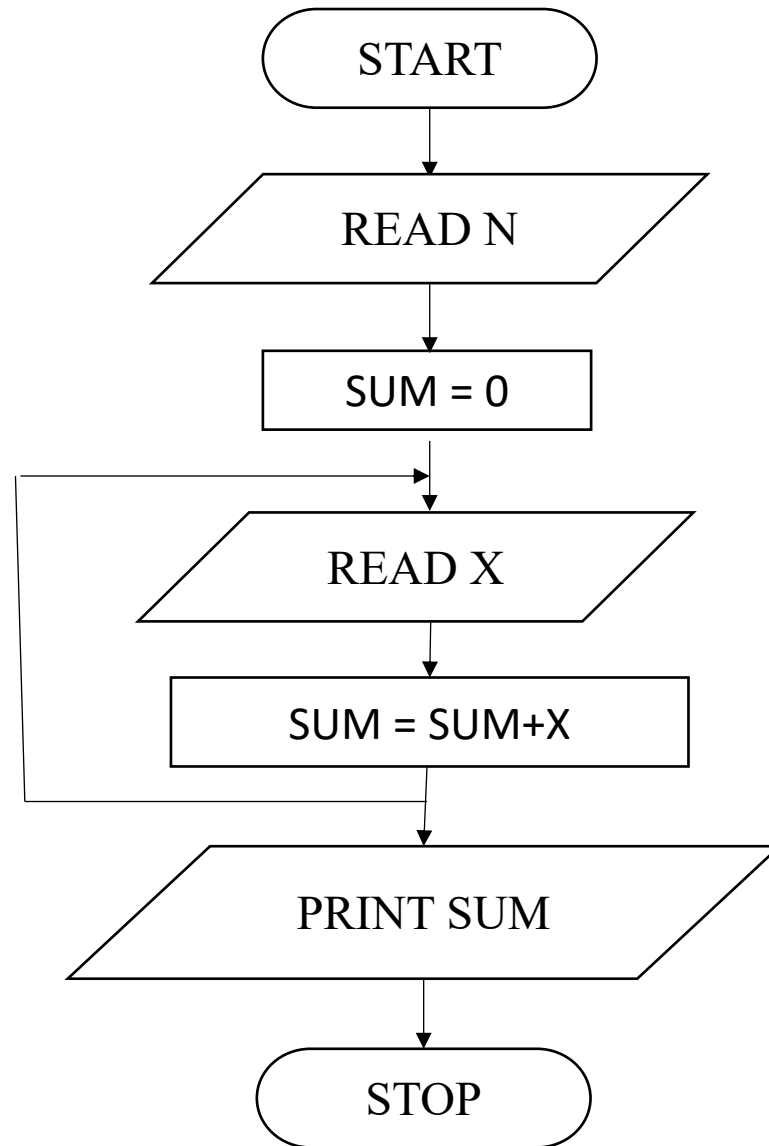 START
READ N
SUM = 0
READ X
SUM = SUM+X
PRINT SUM
STOP